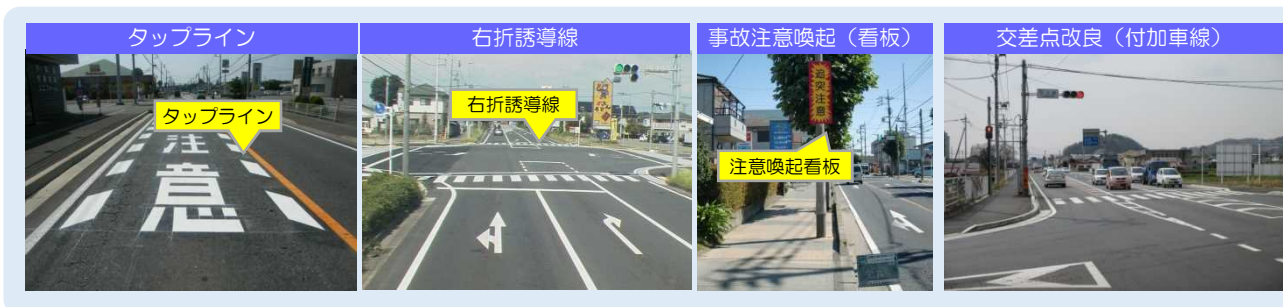 タップライン
右折誘導線
事故注意喚起（看板）
交差点改良（付加車線）
タップライン
注意
右折誘導線
追突注意
注意喚起看板